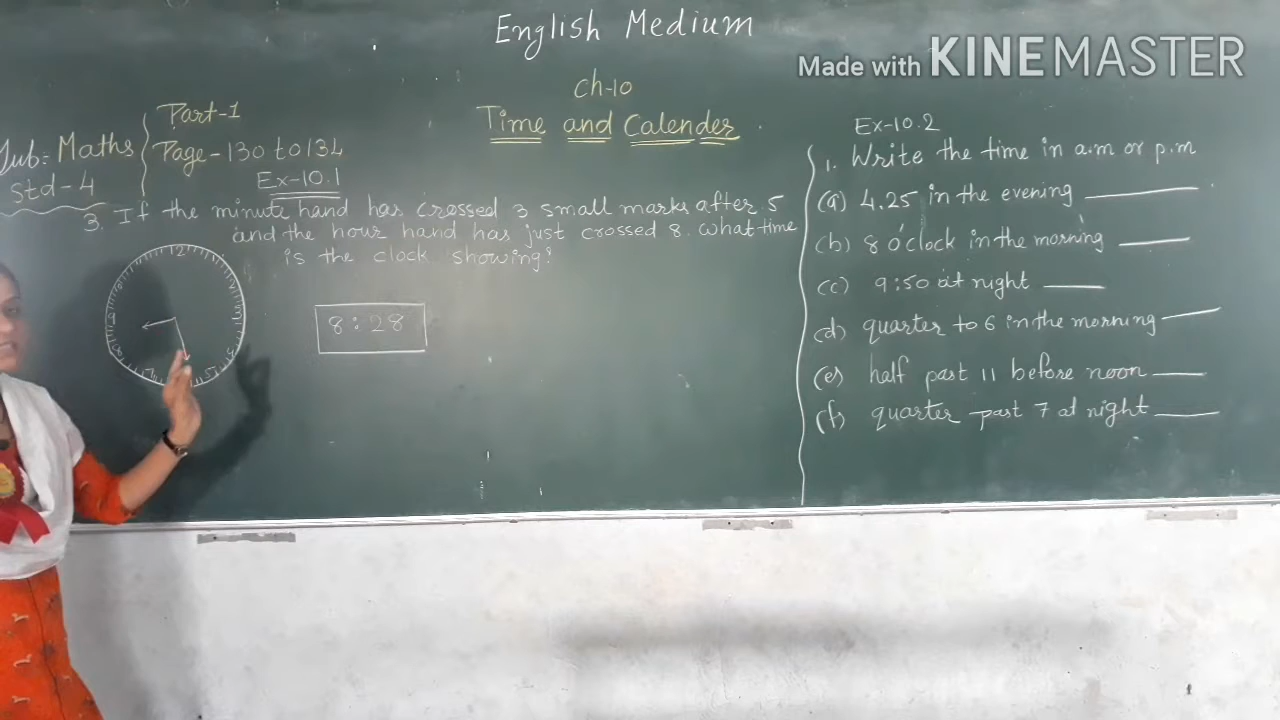 English Medium
Made with KINEMASTER
Ch-10
Time and Calender
Sub: Maths
Std-4
Part-1
Page-130 to 134
Ex-10.1
3. If the minute hand has crossed 3 small marks after 5
and the hour hand has just crossed 8. What time
is the clock showing?
12
3
9
8:28
Ex-10.2
1. Write the time in a.m or p.m
(a) 4.25 in the evening
(b) 8 o'clock in the morning
(c) 9:50 at night
(d) quarter to 6 in the morning
(e) half past 11 before noon
(f) quarter past 7 at night